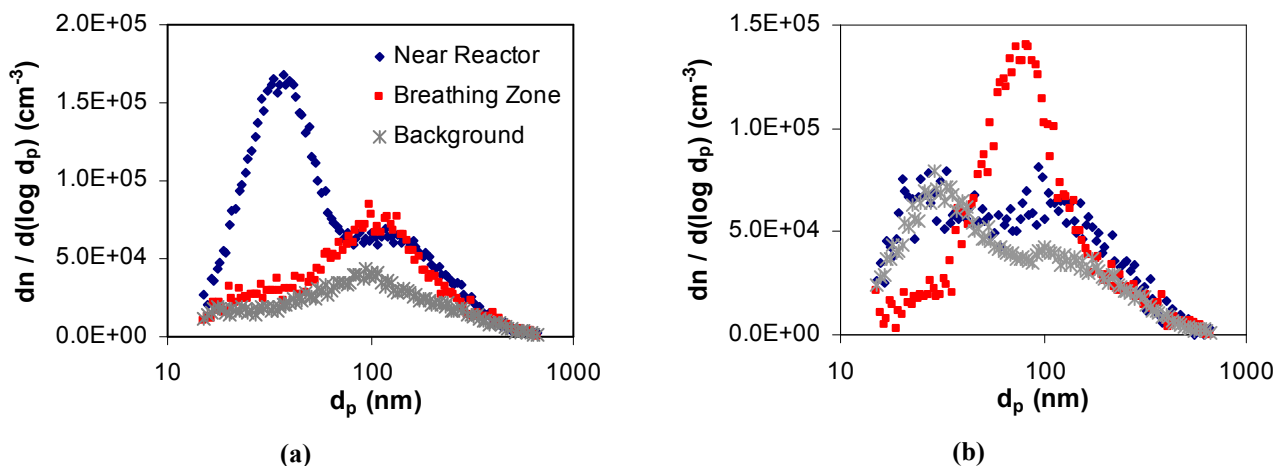 2.0E+05
1.5E+05
1.0E+05
5.0E+04
0.0E+00
dn / d(log dp) (cm-3)
Near Reactor
Breathing Zone
Background
10 100 1000
dp (nm)
(a)
1.5E+05
1.0E+05
5.0E+04
0.0E+00
dn / d(log dp) (cm-3)
10 100 1000
dp (nm)
(b)